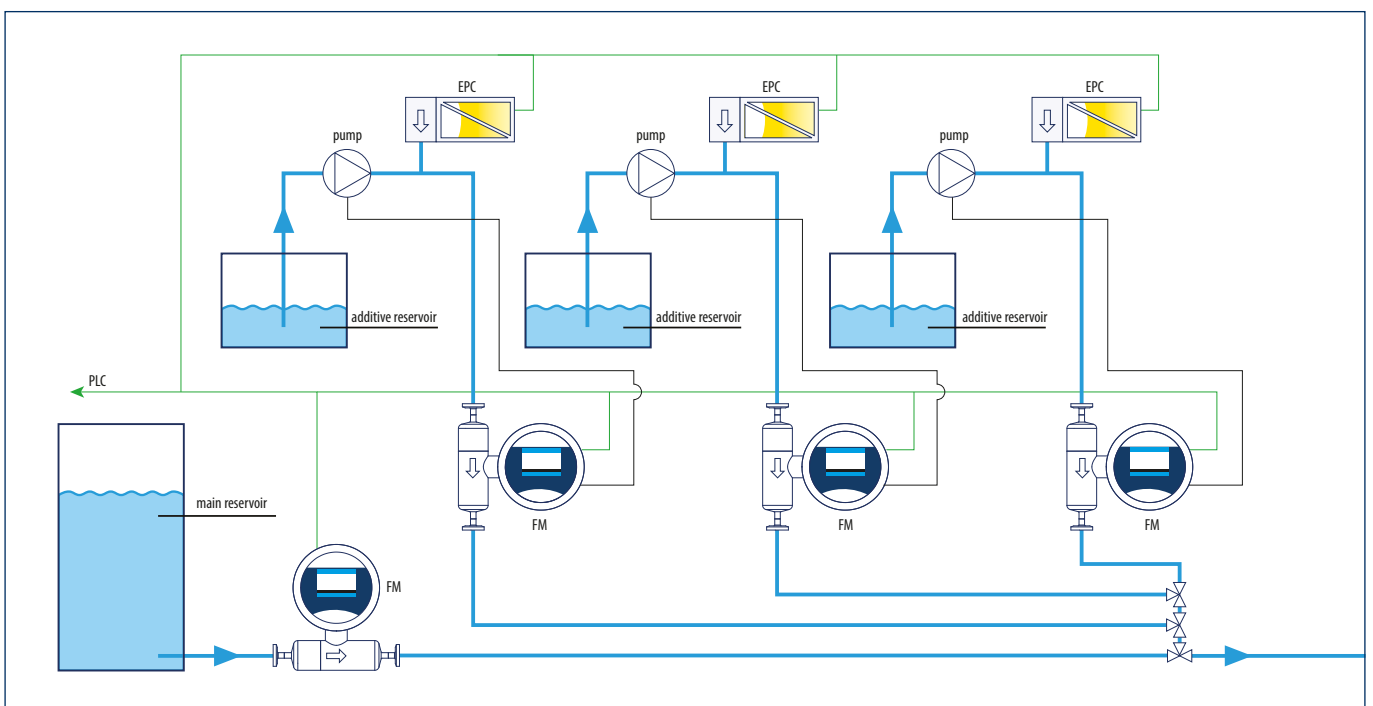 EPC
EPC
EPC
pump
pump
pump
additive reservoir
additive reservoir
additive reservoir
PLC
main reservoir
FM
FM
FM
FM